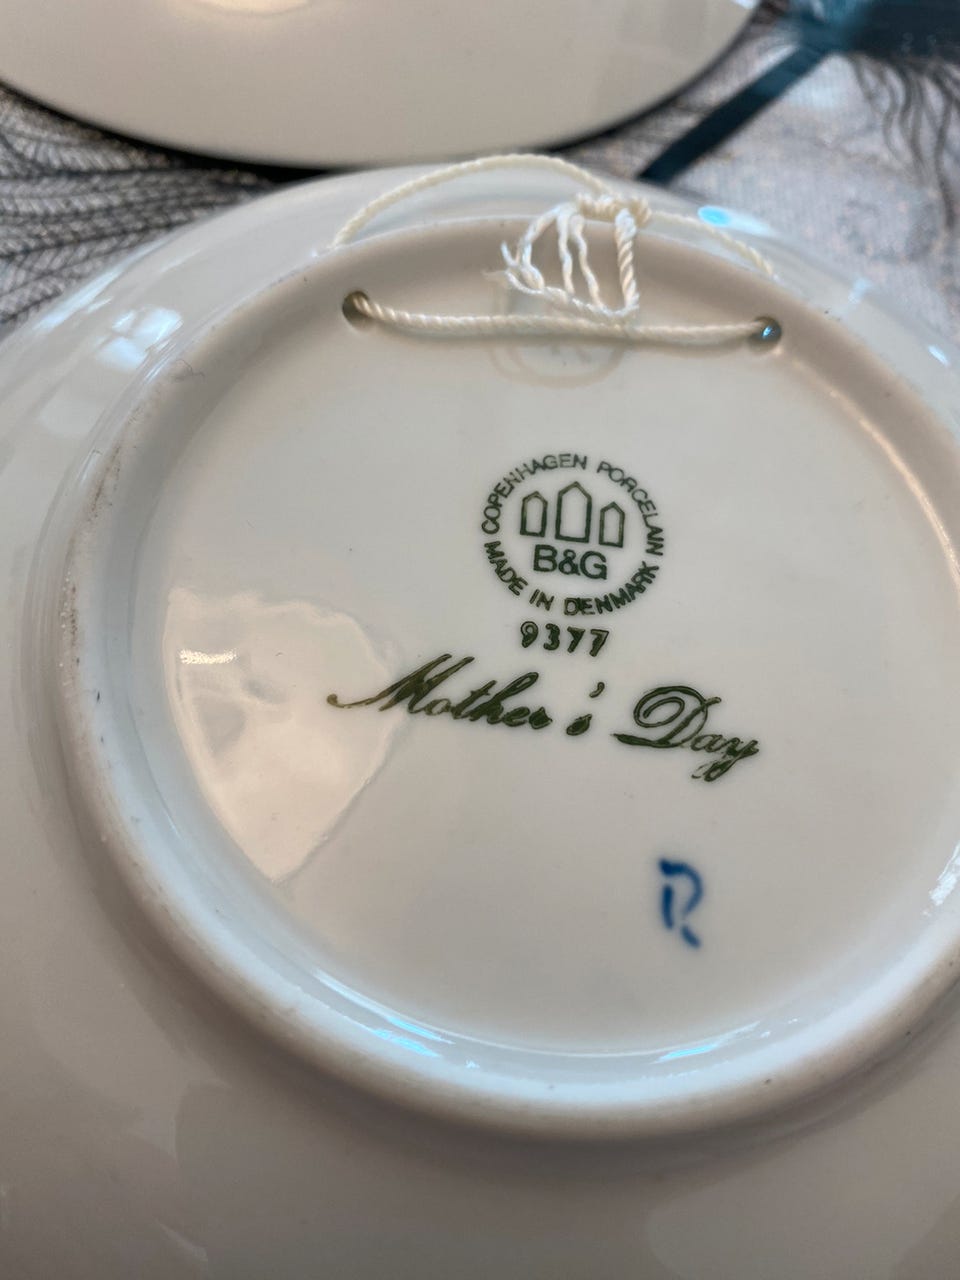 COPENHAGEN PORCELAIN
B&G
MADE IN DENMARK
9377
Mother's Day
R